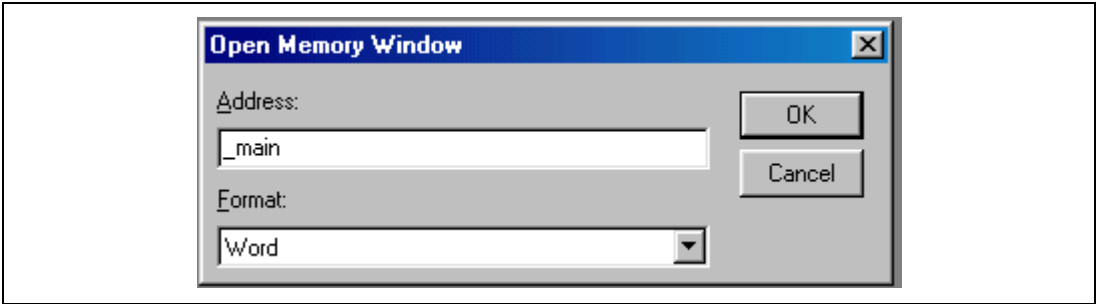 Open Memory Window
Address:
_main
OK
Cancel
Format:
Word